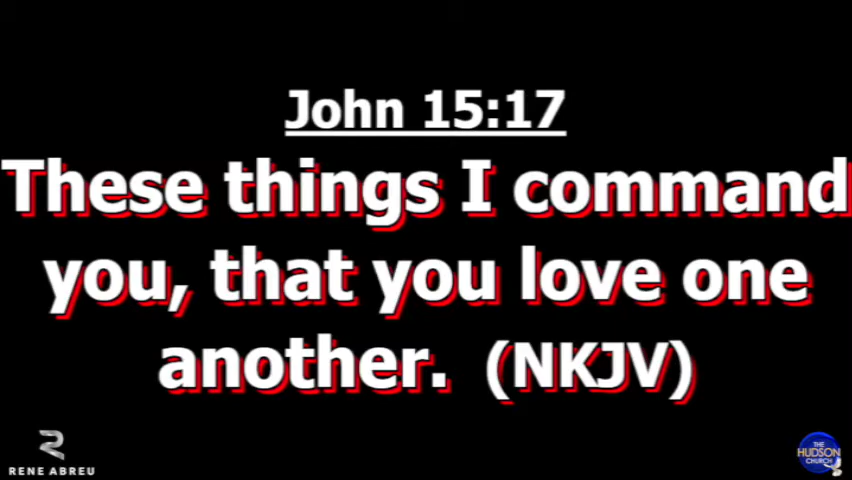 John 15:17
These things I command
you, that you love one
another. (NKJV)
RENE ABREU
THE
HUDSON
CHURCH